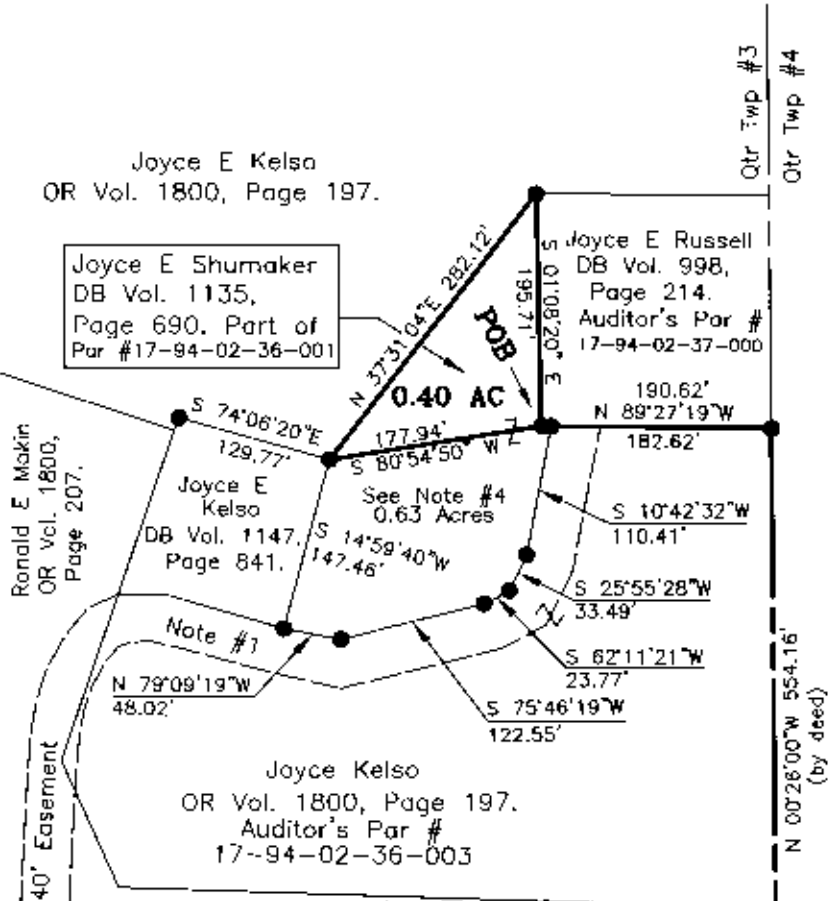 Qtr Twp #3
Qtr Twp #4
Joyce E Kelso
OR Vol. 1800, Page 197.
Joyce E Shumaker
DB Vol. 1135,
Page 690. Part of
Par #17-94-02-36-001
N 37°31'04"E 282.12'
S 01°08'20" E
195.71'
POB
0.40 AC
Joyce E Russell
DB Vol. 998,
Page 214.
Auditor's Par #
17-94-02-37-000
190.62'
N 89°27'19"W
182.62'
S 74°06'20"E
129.77'
177.94'
S 80°54'50" W
Ronald E Makin
OR Vol. 1800,
Page 207.
Joyce E
Kelso
DB Vol. 1147.
Page 841.
S 14°59'40"W
147.46'
See Note #4
0.63 Acres
S 10°42'32"W
110.41'
S 25°55'28"W
33.49'
S 62°11'21"W
23.77'
S 75°46'19"W
122.55'
Note #1
N 79°09'19"W
48.02'
N 00°26'00"W 554.16'
(by deed)
40' Easement
Joyce Kelso
OR Vol. 1800, Page 197.
Auditor's Par #
17--94-02-36-003